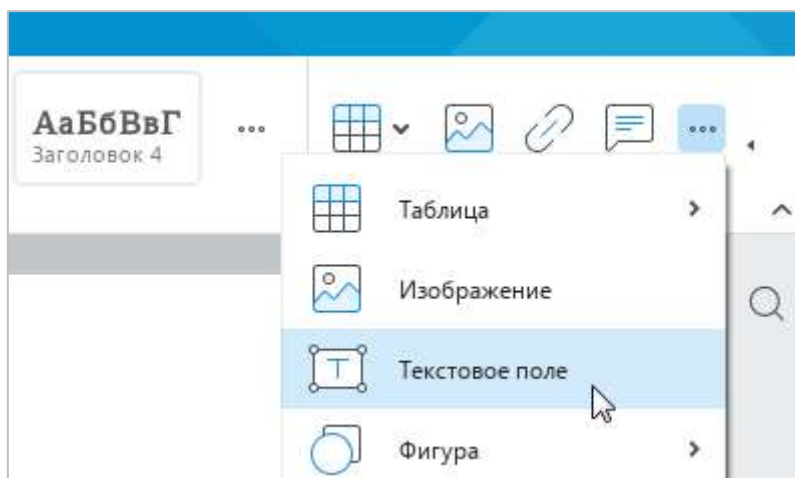 АаБбВвГ
Заголовок 4
Таблица
Изображение
Текстовое поле
Фигура